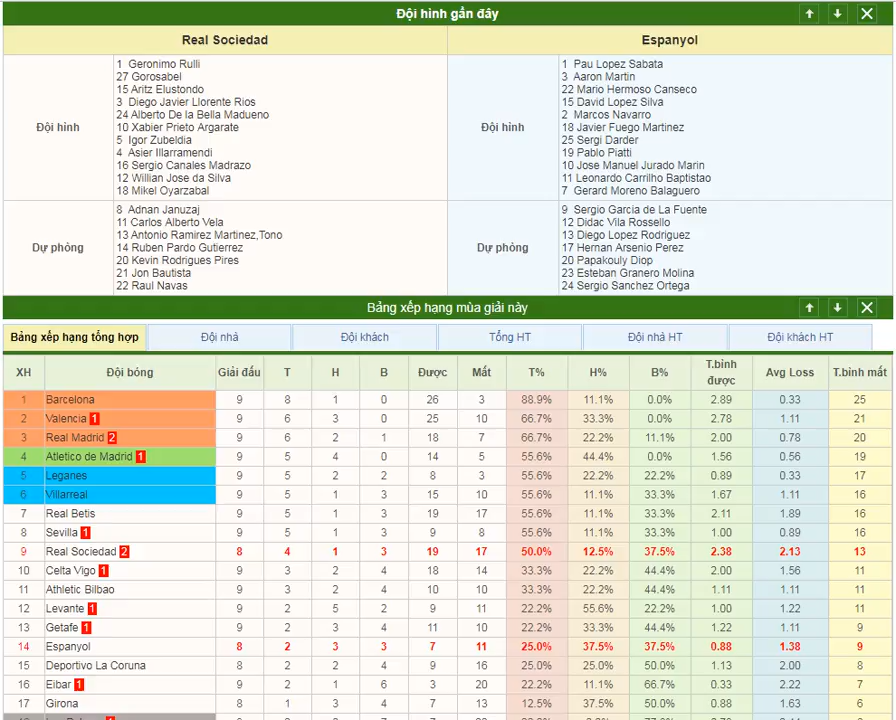 Đội hình gần đây
Real Sociedad Espanyol
Đội hình
1 Geronimo Rulli
27 Gorosabel
15 Aritz Elustondo
3 Diego Javier Llorente Rios
24 Alberto De la Bella Madueno
10 Xabier Prieto Argarate
5 Igor Zubeldia
4 Asier Illarramendi
16 Sergio Canales Madrazo
12 Willian Jose da Silva
18 Mikel Oyarzabal
Đội hình
1 Pau Lopez Sabata
3 Aaron Martin
22 Mario Hermoso Canseco
15 David Lopez Silva
2 Marcos Navarro
18 Javier Fuego Martinez
25 Sergi Darder
19 Pablo Piatti
10 Jose Manuel Jurado Marin
11 Leonardo Carrilho Baptistao
7 Gerard Moreno Balaguero
Dự phòng
8 Adnan Januzaj
11 Carlos Alberto Vela
13 Antonio Ramirez Martinez,Tono
14 Ruben Pardo Gutierrez
20 Kevin Rodrigues Pires
21 Jon Bautista
22 Raul Navas
Dự phòng
9 Sergio Garcia de La Fuente
12 Didac Vila Rossello
13 Diego Lopez Rodriguez
17 Hernan Arsenio Perez
20 Papakouly Diop
23 Esteban Granero Molina
24 Sergio Sanchez Ortega
Bảng xếp hạng mùa giải này
Bảng xếp hạng tổng hợp Đội nhà Đội khách Tổng HT Đội nhà HT Đội khách HT
XH Đội bóng Giải đấu T H B Được Mất T% H% B% T.bình được Avg Loss T.bình mất
1 Barcelona 9 8 1 0 26 3 88.9% 11.1% 0.0% 2.89 0.33 25
2 Valencia 1 9 6 3 0 25 10 66.7% 33.3% 0.0% 2.78 1.11 21
3 Real Madrid 2 9 6 2 1 18 7 66.7% 22.2% 11.1% 2.00 0.78 20
4 Atletico de Madrid 1 9 5 4 0 14 5 55.6% 44.4% 0.0% 1.56 0.56 19
5 Leganes 9 5 2 2 8 3 55.6% 22.2% 22.2% 0.89 0.33 17
6 Villarreal 9 5 1 3 15 10 55.6% 11.1% 33.3% 1.67 1.11 16
7 Real Betis 9 5 1 3 19 17 55.6% 11.1% 33.3% 2.11 1.89 16
8 Sevilla 1 9 5 1 3 9 8 55.6% 11.1% 33.3% 1.00 0.89 16
9 Real Sociedad 2 8 4 1 3 19 17 50.0% 12.5% 37.5% 2.38 2.13 13
10 Celta Vigo 1 9 3 2 4 18 14 33.3% 22.2% 44.4% 2.00 1.56 11
11 Athletic Bilbao 9 3 2 4 10 10 33.3% 22.2% 44.4% 1.11 1.11 11
12 Levante 1 9 2 5 2 9 11 22.2% 55.6% 22.2% 1.00 1.22 11
13 Getafe 1 9 2 3 4 11 10 22.2% 33.3% 44.4% 1.22 1.11 9
14 Espanyol 8 2 3 3 7 11 25.0% 37.5% 37.5% 0.88 1.38 9
15 Deportivo La Coruna 8 2 2 4 9 16 25.0% 25.0% 50.0% 1.13 2.00 8
16 Eibar 1 9 2 1 6 3 20 22.2% 11.1% 66.7% 0.33 2.22 7
17 Girona 8 1 3 4 7 13 12.5% 37.5% 50.0% 0.88 1.63 6